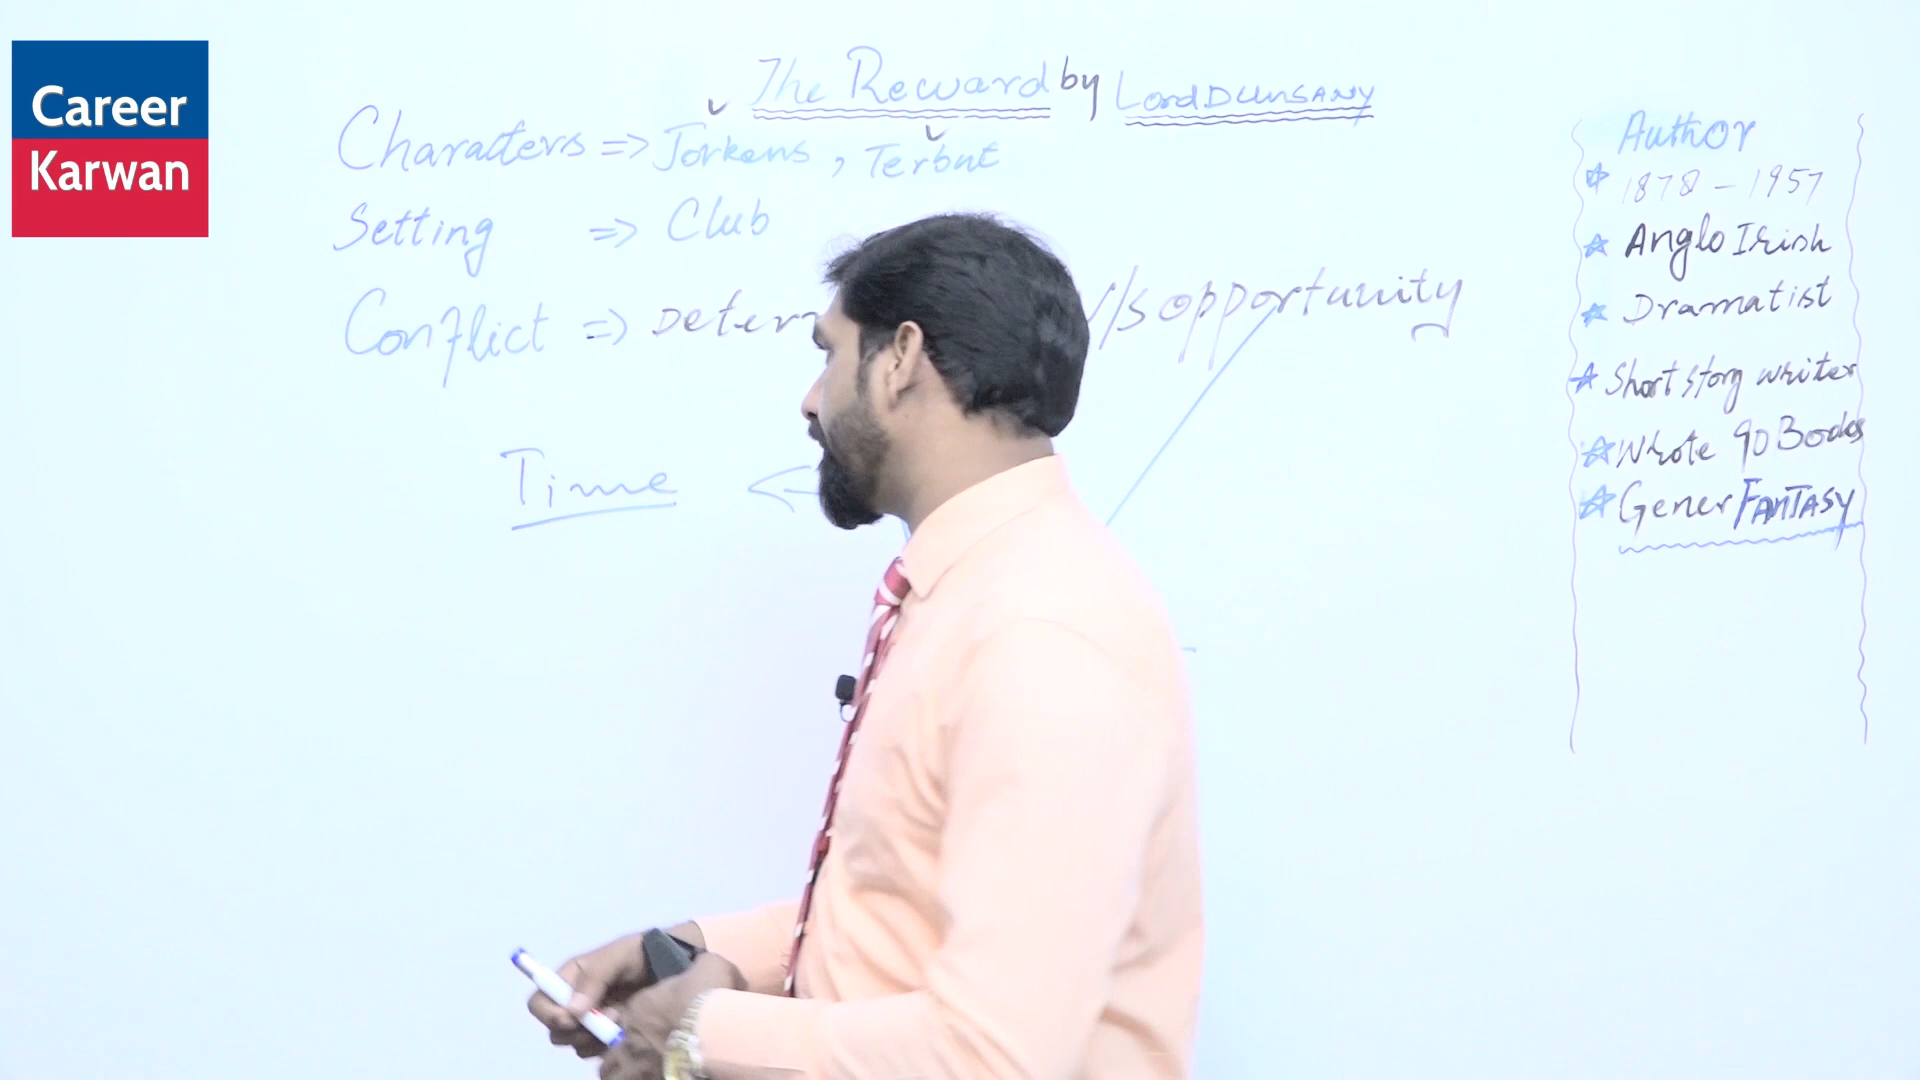 Career
Karwan
The Reward by Lord DUNSANY
Characters => Jorkens, Terbut
Setting => Club
Conflict => Deter V/S opportunity
Time
Author
1878 - 1957
Anglo Irish
Dramatist
Short story writer
Wrote 90 Books
Gener FANTASY